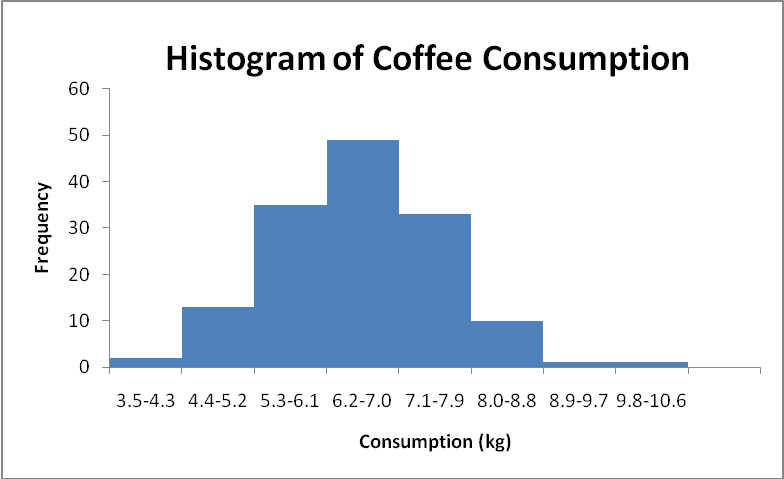 Histogram of Coffee Consumption
60
50
40
30
20
10
0
Frequency
3.5-4.3 4.4-5.2 5.3-6.1 6.2-7.0 7.1-7.9 8.0-8.8 8.9-9.7 9.8-10.6
Consumption (kg)